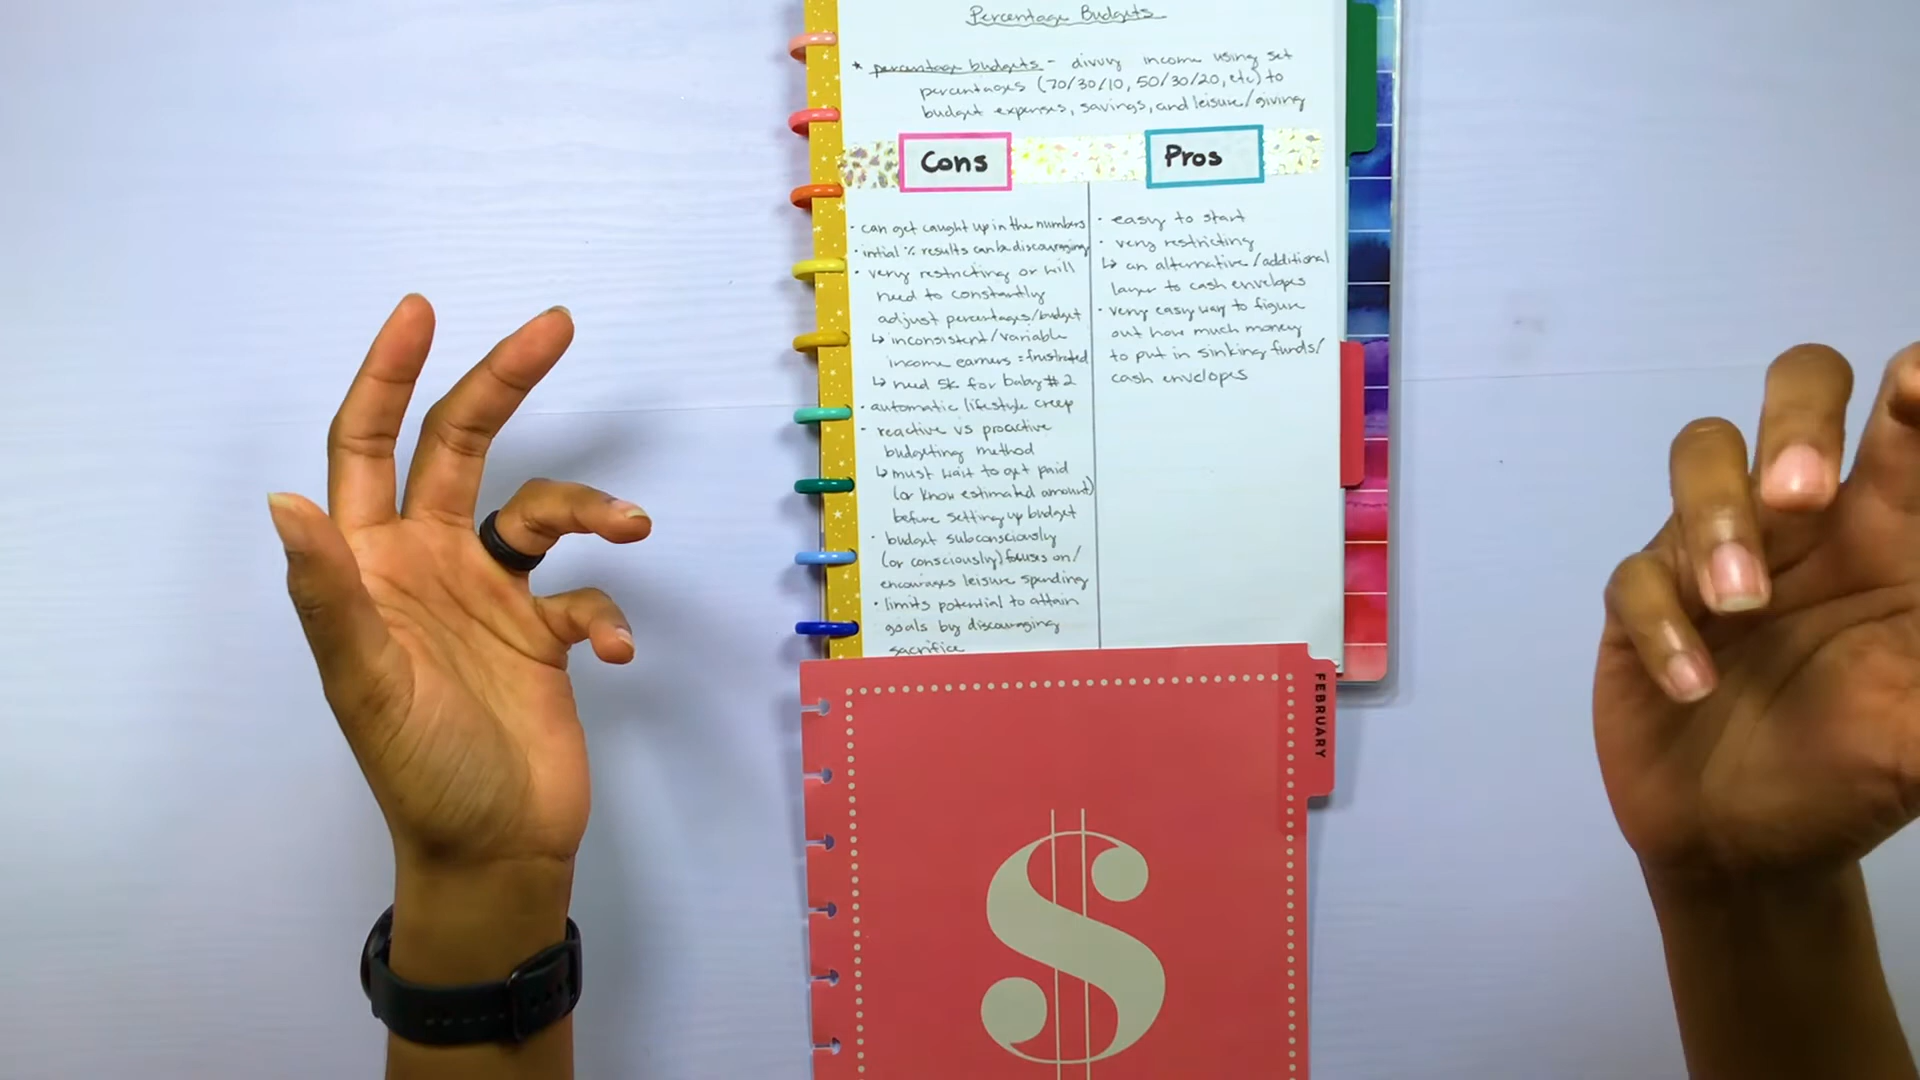 Percentage Budgets
* percentage budgets - divuy income using set
percentages (70/30/10, 50/30/20, etc) to
budget expenses, savings, and leisure/giving
Cons
· can get caught up in the numbers
· intial % results can be discouraging
· very restricting or will
need to constantly
adjust percentages/budget
↳ inconsistent/variable
income earners = frustrated
↳ need 5k for baby #2
· automatic lifestyle creep
· reactive vs proactive
budgeting method
↳ must wait to get paid
(or know estimated amount)
before setting up budget
· budget subconsciously
(or consciously) focuses on/
encourages leisure spending
· limits potential to attain
goals by discouraging
sacrifice
Pros
· easy to start
· very restricting
↳ an alternative/additional
layer to cash envelopes
· very easy way to figure
out how much money
to put in sinking funds/
cash envelopes
FEBRUARY
$